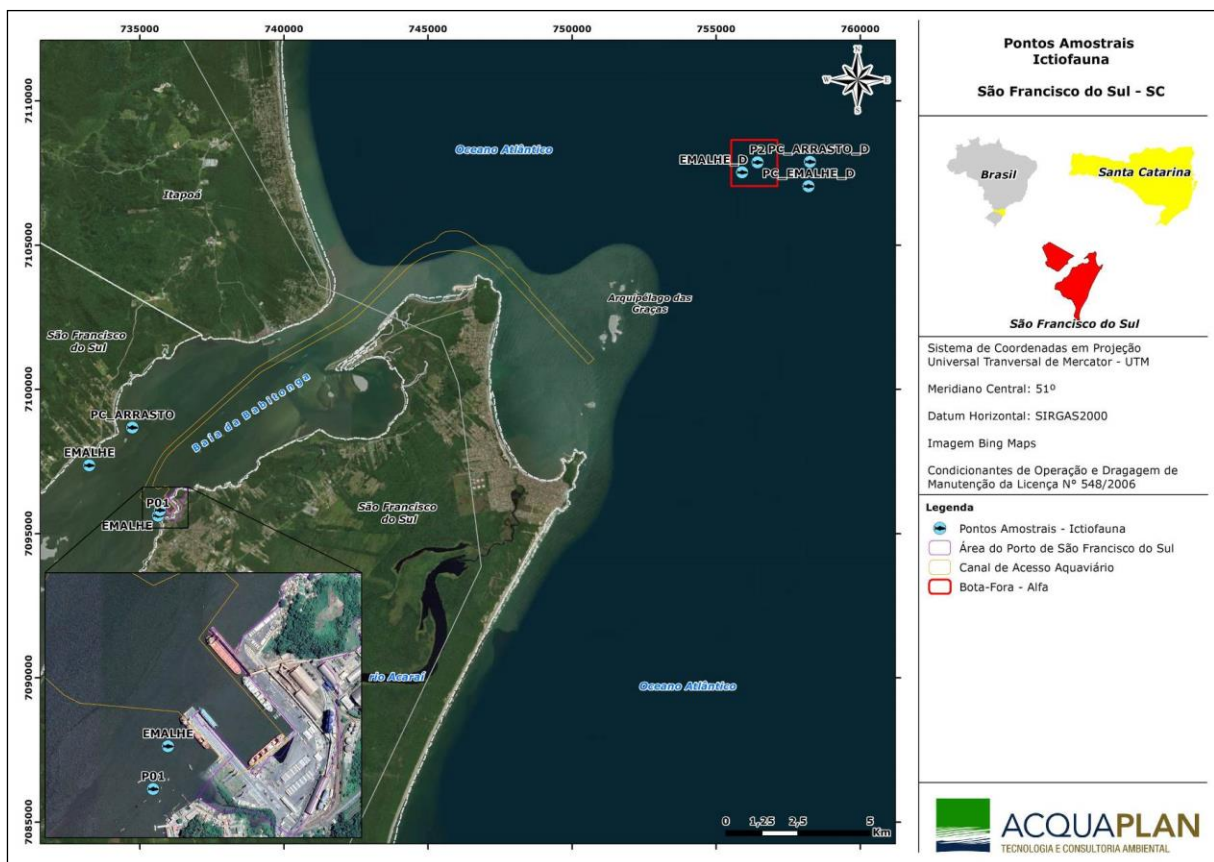 735000
740000
745000
750000
755000
760000
7110000
7105000
7100000
7095000
7090000
7085000
N
W
E
S
Oceano Atlântico
Itapoá
EMALHE_D
P2
PC_ARRASTO_D
PC_EMALHE_D
Arquipélago das
Graças
São Francisco
do Sul
Baia da Babitonga
PC_ARRASTO
EMALHE
P01
EMALHE
São Francisco
do Sul
rio Acaraí
Oceano Atlântico
EMALHE
P01
0 1,25 2,5 5
Km
Pontos Amostrais
Ictiofauna
São Francisco do Sul - SC
Brasil
Santa Catarina
São Francisco do Sul
Sistema de Coordenadas em Projeção
Universal Tranversal de Mercator - UTM
Meridiano Central: 51º
Datum Horizontal: SIRGAS2000
Imagem Bing Maps
Condicionantes de Operação e Dragagem de
Manutenção da Licença N° 548/2006
Legenda
Pontos Amostrais - Ictiofauna
Área do Porto de São Francisco do Sul
Canal de Acesso Aquaviário
Bota-Fora - Alfa
ACQUAPLAN
TECNOLOGIA E CONSULTORIA AMBIENTAL